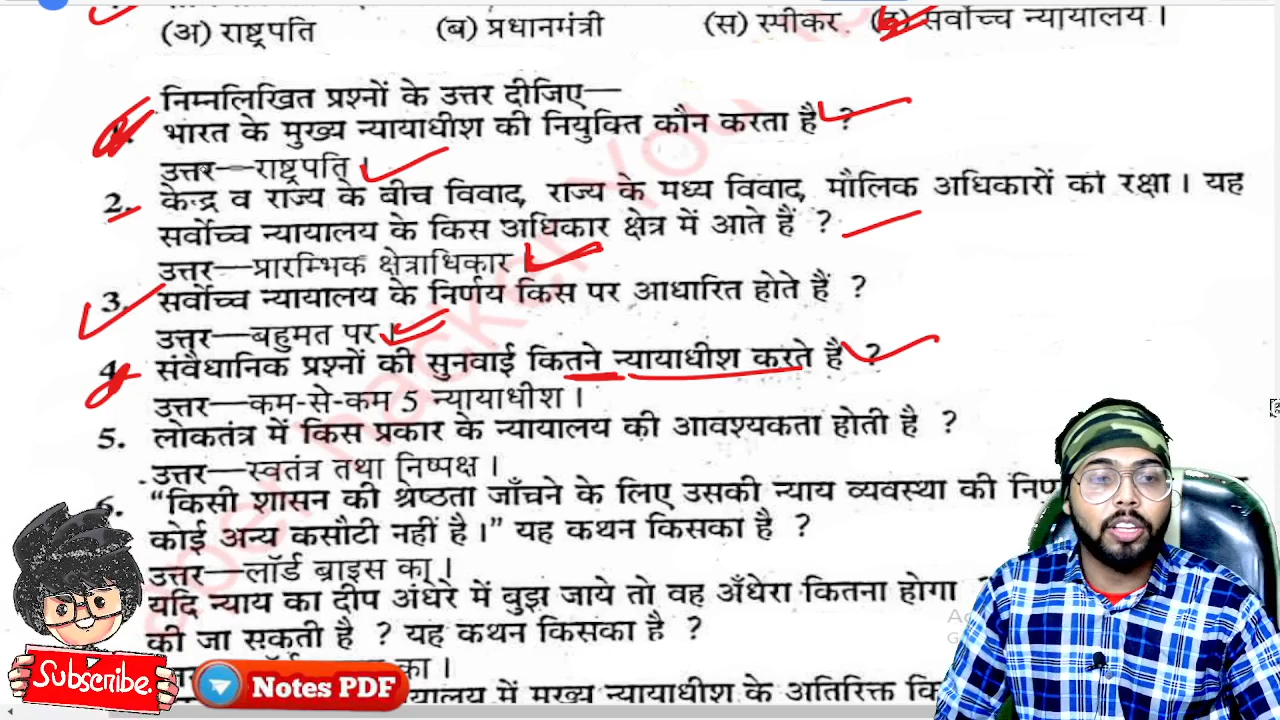 (अ) राष्ट्रपति (ब) प्रधानमंत्री (स) स्पीकर (द) सर्वोच्च न्यायालय ।
निम्नलिखित प्रश्नों के उत्तर दीजिए—
1. भारत के मुख्य न्यायाधीश की नियुक्ति कौन करता है ?
उत्तर—राष्ट्रपति ।
2. केन्द्र व राज्य के बीच विवाद, राज्य के मध्य विवाद, मौलिक अधिकारों की रक्षा । यह
सर्वोच्च न्यायालय के किस अधिकार क्षेत्र में आते हैं ?
उत्तर—प्रारम्भिक क्षेत्राधिकार ।
3. सर्वोच्च न्यायालय के निर्णय किस पर आधारित होते हैं ?
उत्तर—बहुमत पर ।
4. संवैधानिक प्रश्नों की सुनवाई कितने न्यायाधीश करते हैं ?
उत्तर—कम-से-कम 5 न्यायाधीश ।
5. लोकतंत्र में किस प्रकार के न्यायालय की आवश्यकता होती है ?
उत्तर—स्वतंत्र तथा निष्पक्ष ।
6. “किसी शासन की श्रेष्ठता जाँचने के लिए उसकी न्याय व्यवस्था की
कोई अन्य कसौटी नहीं है ।” यह कथन किसका है ?
उत्तर—लॉर्ड ब्राइस का ।
यदि न्याय का दीप अंधेरे में बुझ जाये तो वह अँधेरा कितना होगा
की जा सकती है ? यह कथन किसका है ?
का ।
में मुख्य न्यायाधीश के अतिरिक्त
Subscribe.
Notes PDF